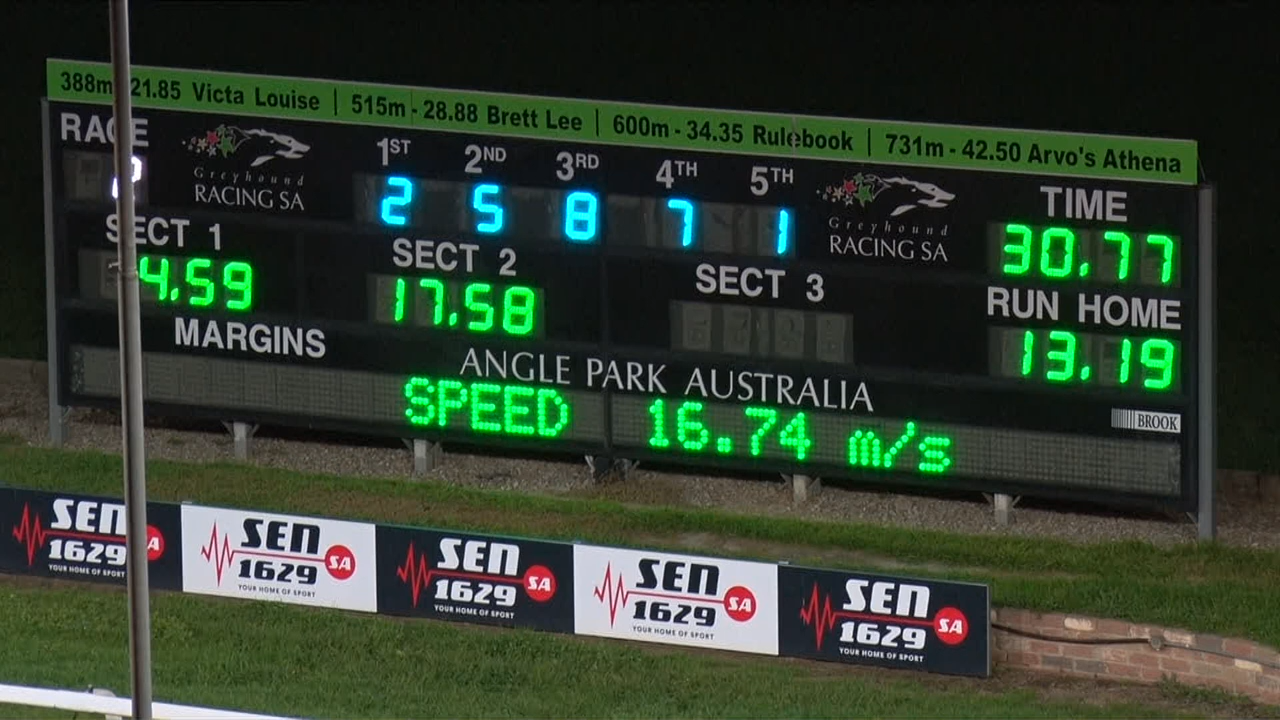 388m 21.85 Victa Louise | 515m - 28.88 Brett Lee | 600m - 34.35 Rulebook | 731m - 42.50 Arvo's Athena
RACE
Greyhound
RACING SA
1ST 2ND 3RD 4TH 5TH
2 5 8 7 1
Greyhound
RACING SA
TIME
30.77
SECT 1
4.59
SECT 2
17.58
SECT 3
RUN HOME
13.19
MARGINS
ANGLE PARK AUSTRALIA
BROOK
SPEED 16.74 m/s
SEN
1629
SA
SEN
1629
SA
YOUR HOME OF SPORT
SEN
1629
SA
YOUR HOME OF SPORT
SEN
1629
SA
YOUR HOME OF SPORT
SEN
1629
SA
YOUR HOME OF SPORT